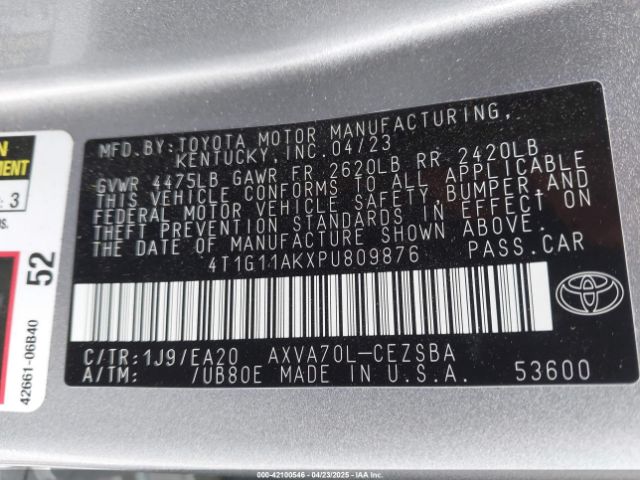 MFD.BY:TOYOTA MOTOR MANUFACTURING,
KENTUCKY,INC. 04/23
GVWR 4475LB GAWR FR 2620LB RR 2420LB
THIS VEHICLE CONFORMS TO ALL APPLICABLE
FEDERAL MOTOR VEHICLE SAFETY,BUMPER,AND
THEFT PREVENTION STANDARDS IN EFFECT ON
THE DATE OF MANUFACTURE SHOWN ABOVE.
4T1G11AKXPU809876 PASS.CAR
C/TR:1J9/EA20 AXVA70L-CEZSBA
A/TM: /UB80E MADE IN U.S.A. 53600
: 3
52
42661-06B40
000-42100546 - 04/23/2025 - IAA Inc.